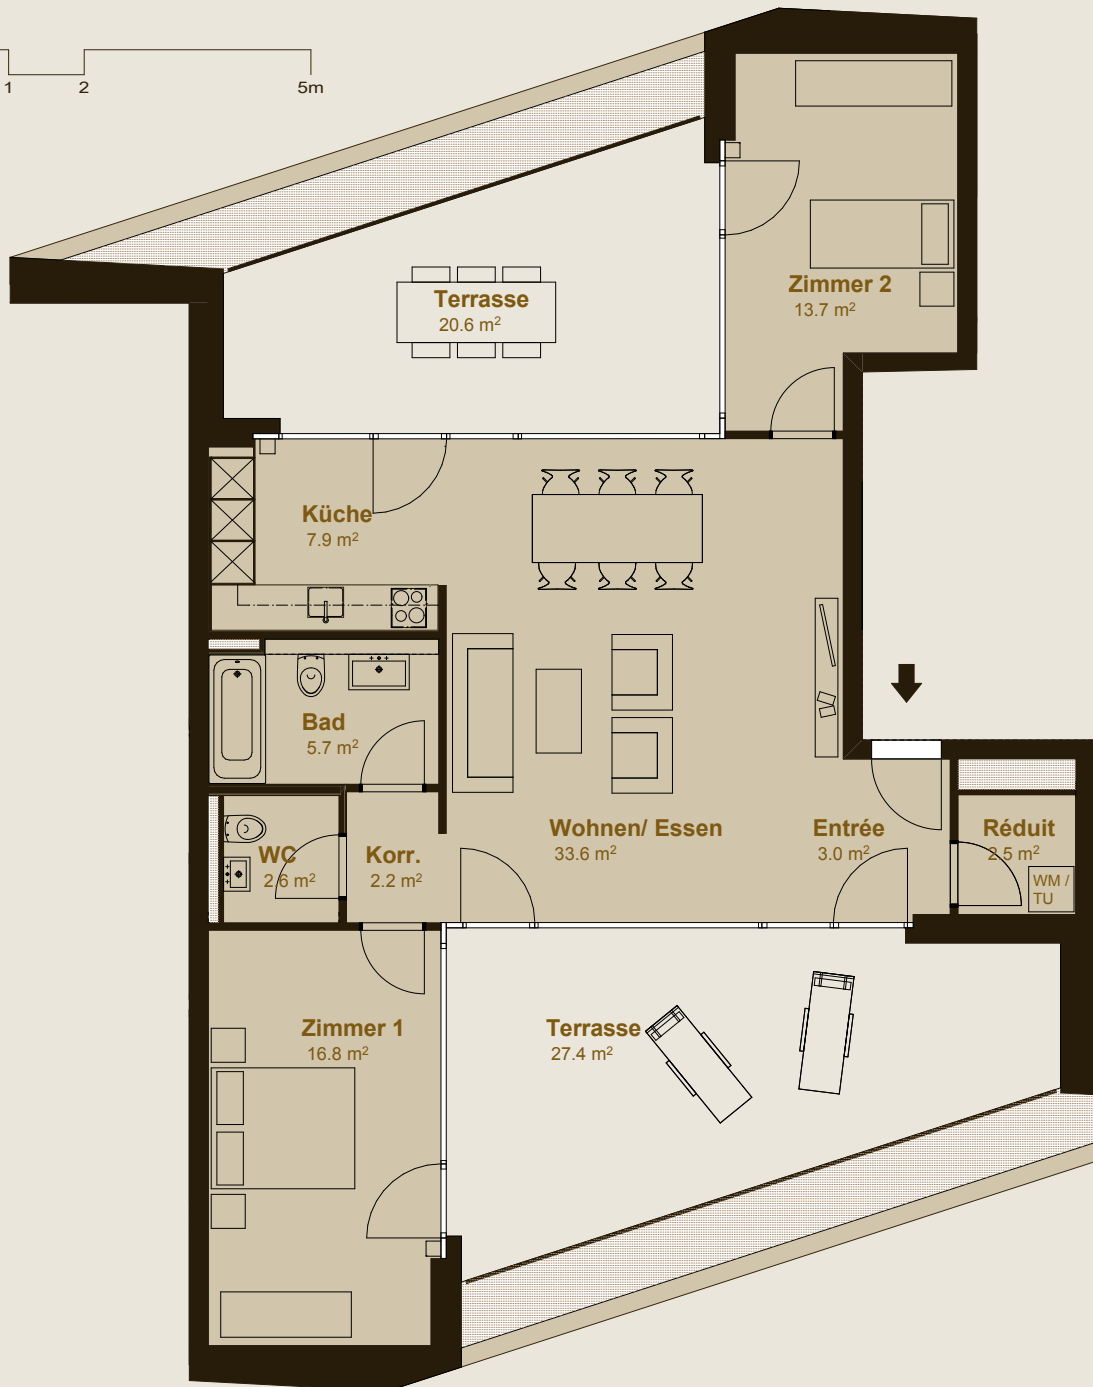 1 2 5m
Zimmer 2
13.7 m²
Terrasse
20.6 m²
Küche
7.9 m²
Bad
5.7 m²
Wohnen/ Essen
33.6 m²
Entrée
3.0 m²
Réduit
2.5 m²
WM /
TU
WC
2.6 m²
Korr.
2.2 m²
Zimmer 1
16.8 m²
Terrasse
27.4 m²